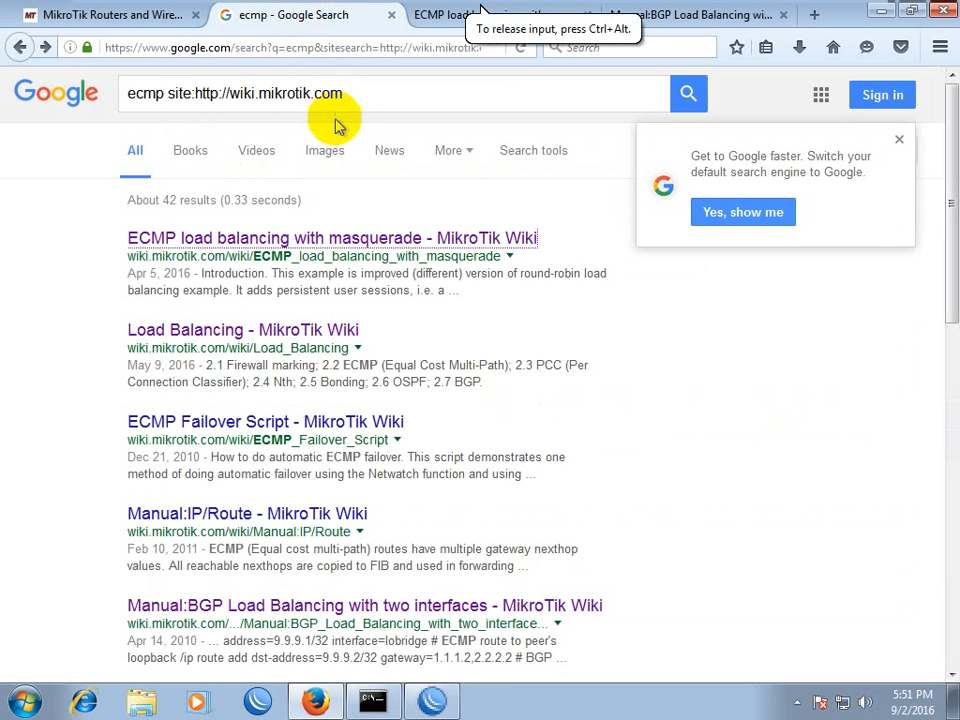 MikroTik Routers and Wire...
ecmp - Google Search
ECMP load
Manual:BGP Load Balancing wi...
To release input, press Ctrl+Alt.
https://www.google.com/search?q=ecmp&sitesearch=http://wiki.mikrotik.
Search
Google
ecmp site:http://wiki.mikrotik.com
Sign in
All
Books
Videos
Images
News
More
Search tools
Get to Google faster. Switch your
default search engine to Google.
Yes, show me
About 42 results (0.33 seconds)
ECMP load balancing with masquerade - MikroTik Wiki
wiki.mikrotik.com/wiki/ECMP_load_balancing_with_masquerade
Apr 5, 2016 - Introduction. This example is improved (different) version of round-robin load
balancing example. It adds persistent user sessions, i.e. a ...
Load Balancing - MikroTik Wiki
wiki.mikrotik.com/wiki/Load_Balancing
May 9, 2016 - 2.1 Firewall marking; 2.2 ECMP (Equal Cost Multi-Path); 2.3 PCC (Per
Connection Classifier); 2.4 Nth; 2.5 Bonding; 2.6 OSPF; 2.7 BGP.
ECMP Failover Script - MikroTik Wiki
wiki.mikrotik.com/wiki/ECMP_Failover_Script
Dec 21, 2010 - How to do automatic ECMP failover. This script demonstrates one
method of doing automatic failover using the Netwatch function and using ...
Manual:IP/Route - MikroTik Wiki
wiki.mikrotik.com/wiki/Manual:IP/Route
Feb 10, 2011 - ECMP (Equal cost multi-path) routes have multiple gateway nexthop
values. All reachable nexthops are copied to FIB and used in forwarding ...
Manual:BGP Load Balancing with two interfaces - MikroTik Wiki
wiki.mikrotik.com/.../Manual:BGP_Load_Balancing_with_two_interface...
Apr 14, 2010 - ... address=9.9.9.1/32 interface=lobridge # ECMP route to peer's
loopback /ip route add dst-address=9.9.9.2/32 gateway=1.1.1.2,2.2.2.2 # BGP ...
5:51 PM
9/2/2016